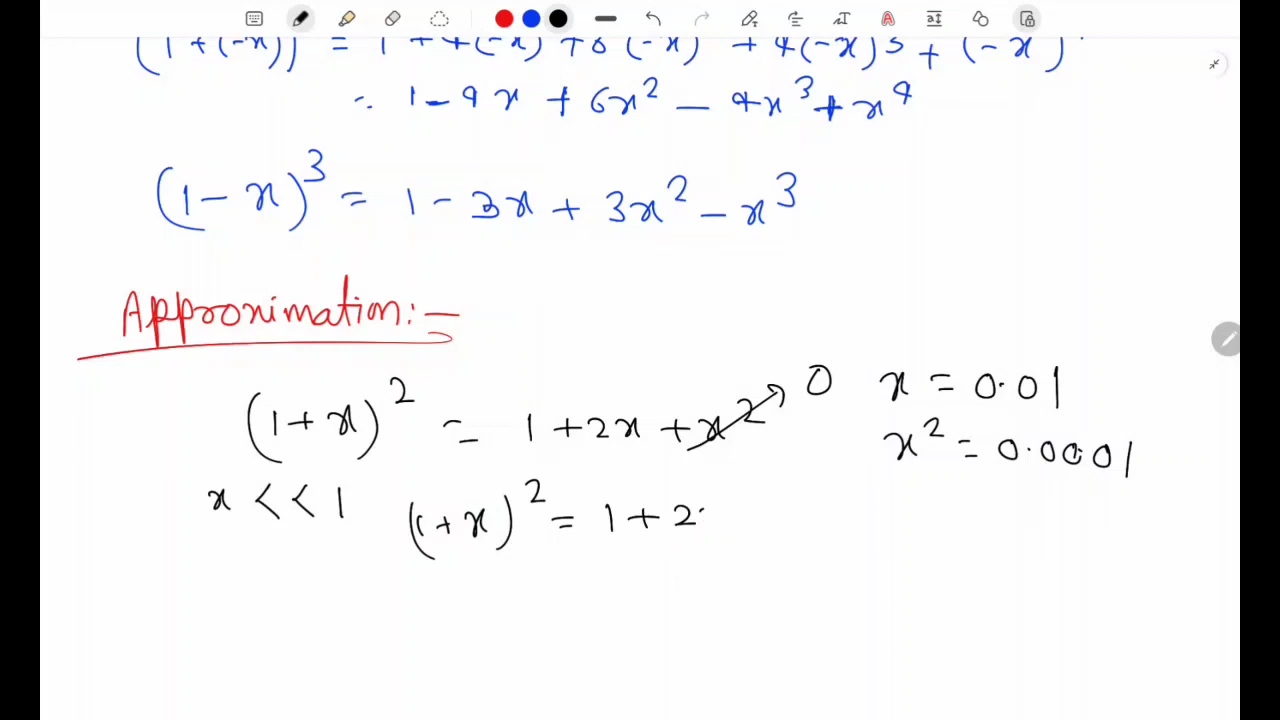 = 1 - 4x + 6x² - 4x³ + x⁴
(1 - x)³ = 1 - 3x + 3x² - x³
Approximation:-
(1+x)² = 1 + 2x + x² → 0 x = 0.01
x² = 0.0001
x << 1 (1+x)² = 1 + 2